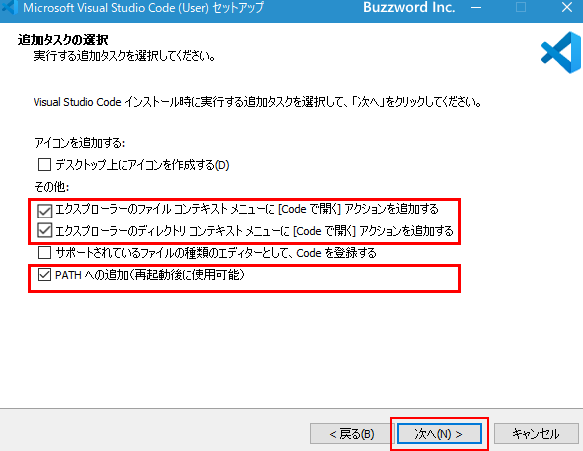 Microsoft Visual Studio Code (User) セットアップ
Buzzword Inc.
追加タスクの選択
実行する追加タスクを選択してください。
Visual Studio Code インストール時に実行する追加タスクを選択して、「次へ」をクリックしてください。
アイコンを追加する:
デスクトップ上にアイコンを作成する(D)
その他:
エクスプローラーのファイル コンテキスト メニューに [Code で開く] アクションを追加する
エクスプローラーのディレクトリ コンテキスト メニューに [Code で開く] アクションを追加する
サポートされているファイルの種類のエディターとして、Code を登録する
PATH への追加（再起動後に使用可能）
< 戻る(B)
次へ(N) >
キャンセル